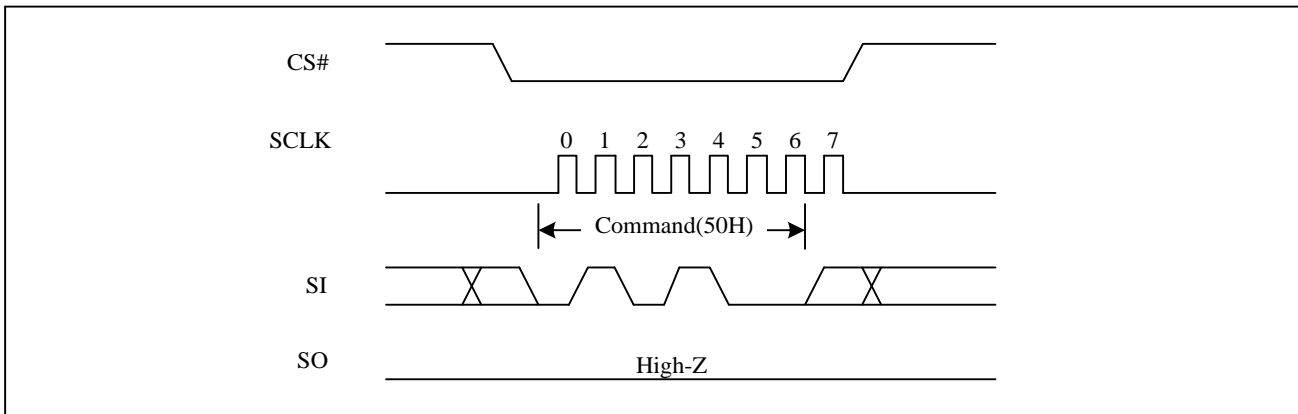 CS#
SCLK
0 1 2 3 4 5 6 7
Command(50H)
SI
SO
High-Z